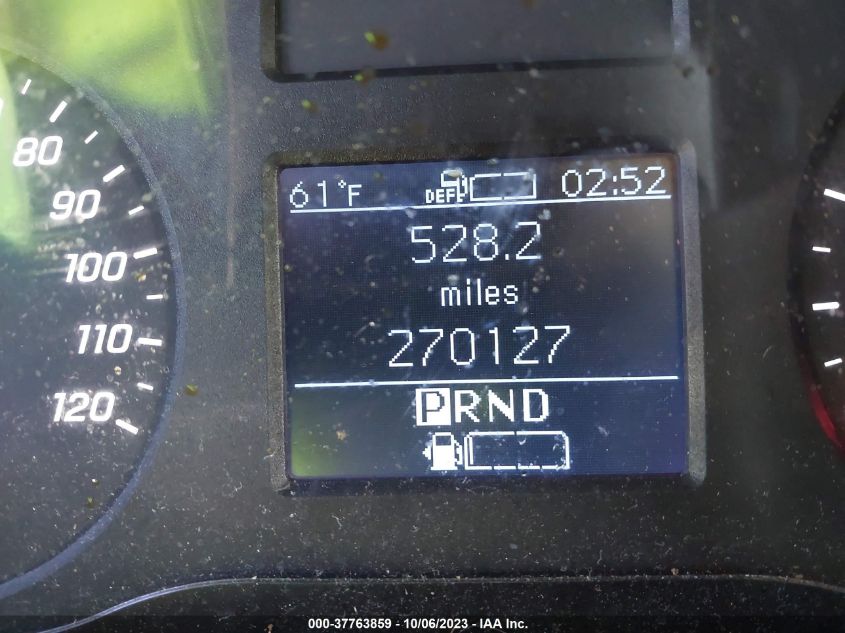 80
90
100
110
120
61°F DEF 02:52
528.2
miles
270127
PRND
000-37763859 - 10/06/2023 - IAA Inc.